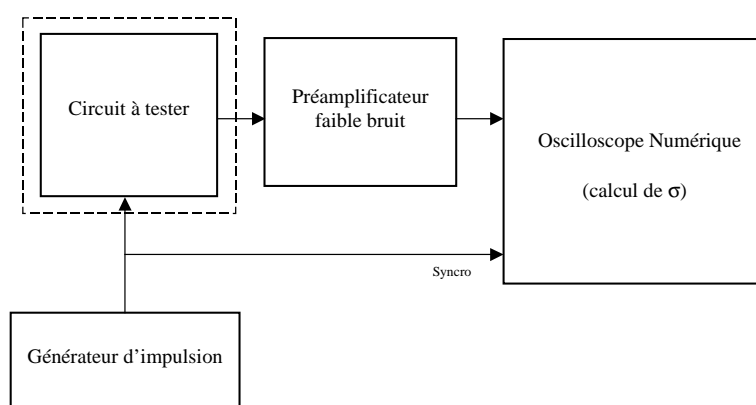 Circuit à tester
Préamplificateur
faible bruit
Oscilloscope Numérique
(calcul de σ)
Syncro
Générateur d’impulsion